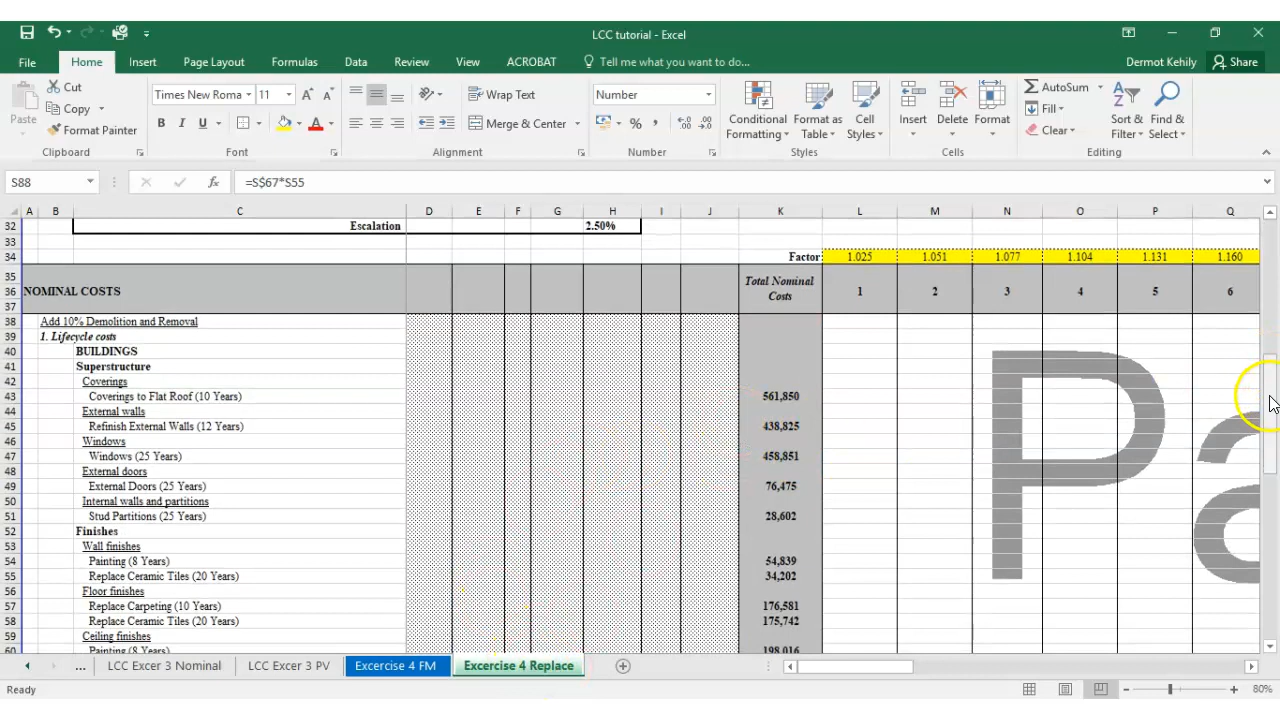 LCC tutorial - Excel
File Home Insert Page Layout Formulas Data Review View ACROBAT Tell me what you want to do... Dermot Kehily Share
Cut
Copy
Format Painter
Paste
Times New Roma 11
Wrap Text
Merge & Center
Number
Conditional Formatting
Format as Table
Cell Styles
Insert Delete Format
AutoSum
Fill
Clear
Sort & Filter
Find & Select
Clipboard Font Alignment Number Styles Cells Editing
S88 fx =S$67*S55
A B C D E F G H I J K L M N O P Q
32 Escalation 2.50%
33
34 Factor 1.025 1.051 1.077 1.104 1.131 1.160
35
36 NOMINAL COSTS Total Nominal Costs 1 2 3 4 5 6
37
38 Add 10% Demolition and Removal
39 1. Lifecycle costs
40 BUILDINGS
41 Superstructure
42 Coverings
43 Coverings to Flat Roof (10 Years) 561,850
44 External walls
45 Refinish External Walls (12 Years) 438,825
46 Windows
47 Windows (25 Years) 458,851
48 External doors
49 External Doors (25 Years) 76,475
50 Internal walls and partitions
51 Stud Partitions (25 Years) 28,602
52 Finishes
53 Wall finishes
54 Painting (8 Years) 54,839
55 Replace Ceramic Tiles (20 Years) 34,202
56 Floor finishes
57 Replace Carpeting (10 Years) 176,581
58 Replace Ceramic Tiles (20 Years) 175,742
59 Ceiling finishes
60 Painting (8 Years) 198,016
Pa
... LCC Excer 3 Nominal LCC Excer 3 PV Excercise 4 FM Excercise 4 Replace
Ready 80%